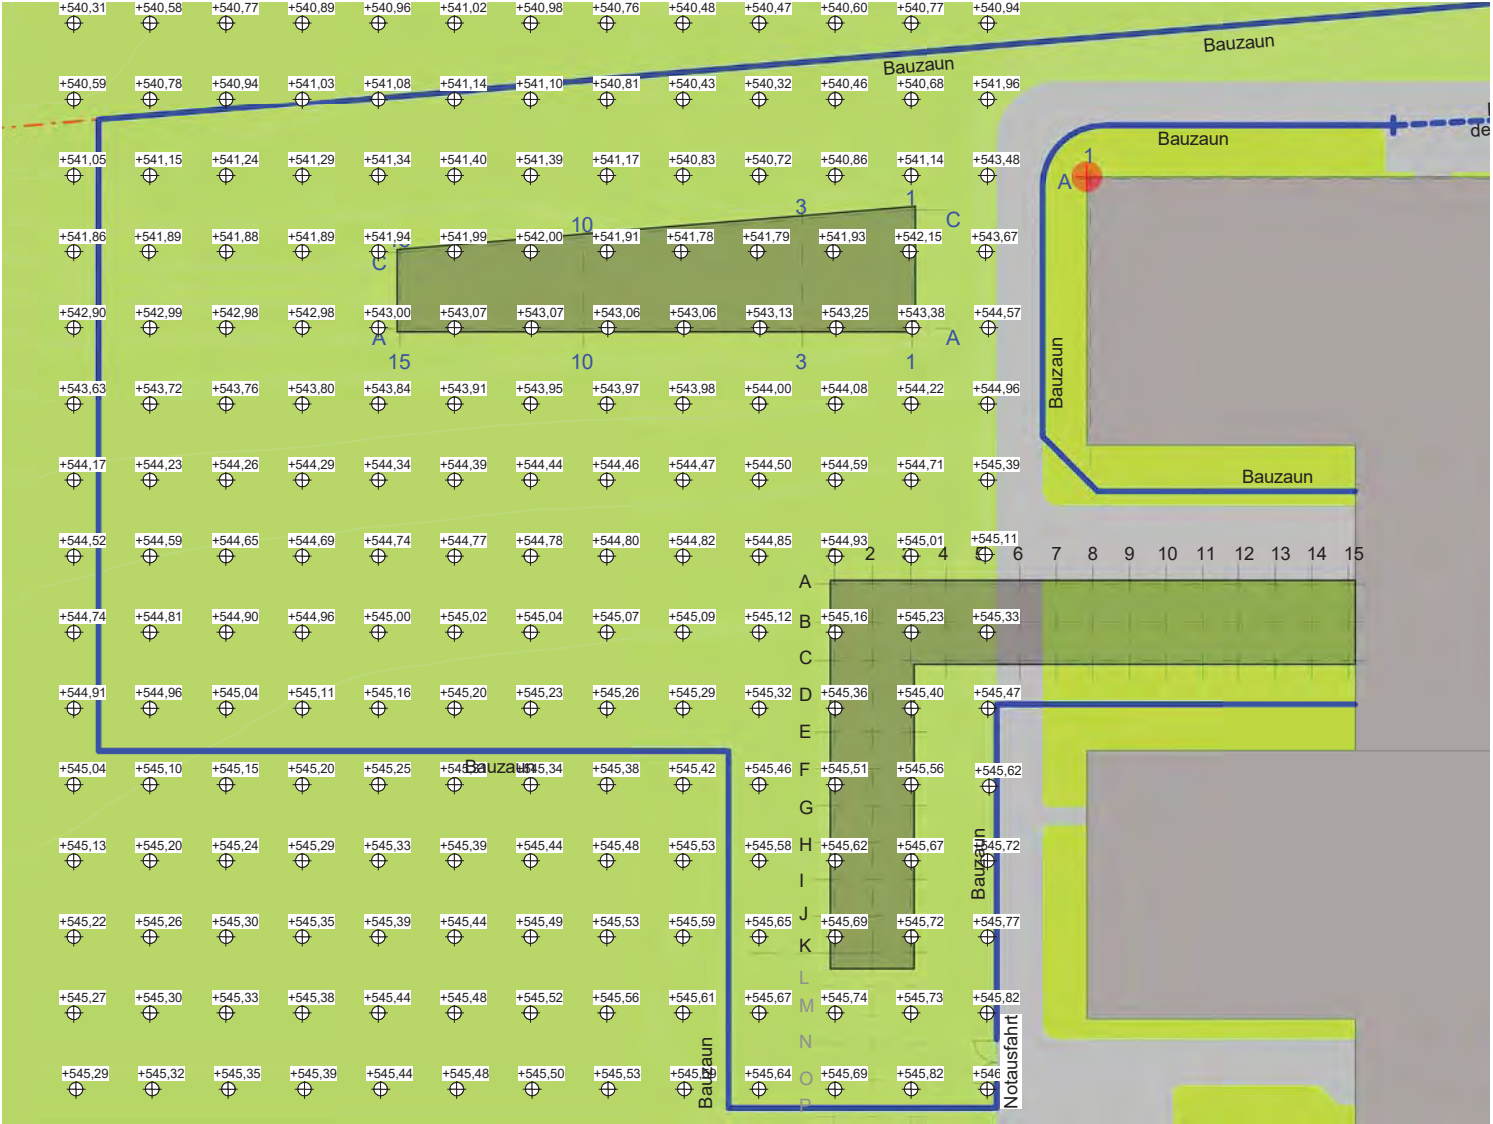 +540,31 +540,58 +540,77 +540,89 +540,96 +541,02 +540,98 +540,76 +540,48 +540,47 +540,60 +540,77 +540,94
Bauzaun
Bauzaun
+540,59 +540,78 +540,94 +541,03 +541,08 +541,14 +541,10 +540,81 +540,43 +540,32 +540,46 +540,68 +541,96
de
Bauzaun
+541,05 +541,15 +541,24 +541,29 +541,34 +541,40 +541,39 +541,17 +540,83 +540,72 +540,86 +541,14 +543,48
1
A
10 3 1
C
+541,86 +541,89 +541,88 +541,89 +541,94 +541,99 +542,00 +541,91 +541,78 +541,79 +541,93 +542,15 +543,67
C
+542,90 +542,99 +542,98 +542,98 +543,00 +543,07 +543,07 +543,06 +543,06 +543,13 +543,25 +543,38 +544,57
A A
15 10 3 1
Bauzaun
+543,63 +543,72 +543,76 +543,80 +543,84 +543,91 +543,95 +543,97 +543,98 +544,00 +544,08 +544,22 +544,96
+544,17 +544,23 +544,26 +544,29 +544,34 +544,39 +544,44 +544,46 +544,47 +544,50 +544,59 +544,71 +545,39
Bauzaun
+544,52 +544,59 +544,65 +544,69 +544,74 +544,77 +544,78 +544,80 +544,82 +544,85 +544,93 +545,01 +545,11
2 4 6 7 8 9 10 11 12 13 14 15
A
+544,74 +544,81 +544,90 +544,96 +545,00 +545,02 +545,04 +545,07 +545,09 +545,12 B +545,16 +545,23 +545,33
C
+544,91 +544,96 +545,04 +545,11 +545,16 +545,20 +545,23 +545,26 +545,29 +545,32 D +545,36 +545,40 +545,47
E
Bauzaun
+545,04 +545,10 +545,15 +545,20 +545,25 +545,34 +545,38 +545,42 +545,46 F +545,51 +545,56 +545,62
G
+545,13 +545,20 +545,24 +545,29 +545,33 +545,39 +545,44 +545,48 +545,53 +545,58 H +545,62 +545,67 +545,72
Bauzaun
I
+545,22 +545,26 +545,30 +545,35 +545,39 +545,44 +545,49 +545,53 +545,59 +545,65 J +545,69 +545,72 +545,77
K
L
+545,27 +545,30 +545,33 +545,38 +545,44 +545,48 +545,52 +545,56 +545,61 +545,67 M +545,74 +545,73 +545,82
N
Bauzaun
Notausfahrt
+545,29 +545,32 +545,35 +545,39 +545,44 +545,48 +545,50 +545,53 +545,64 O +545,69 +545,82 +546
P